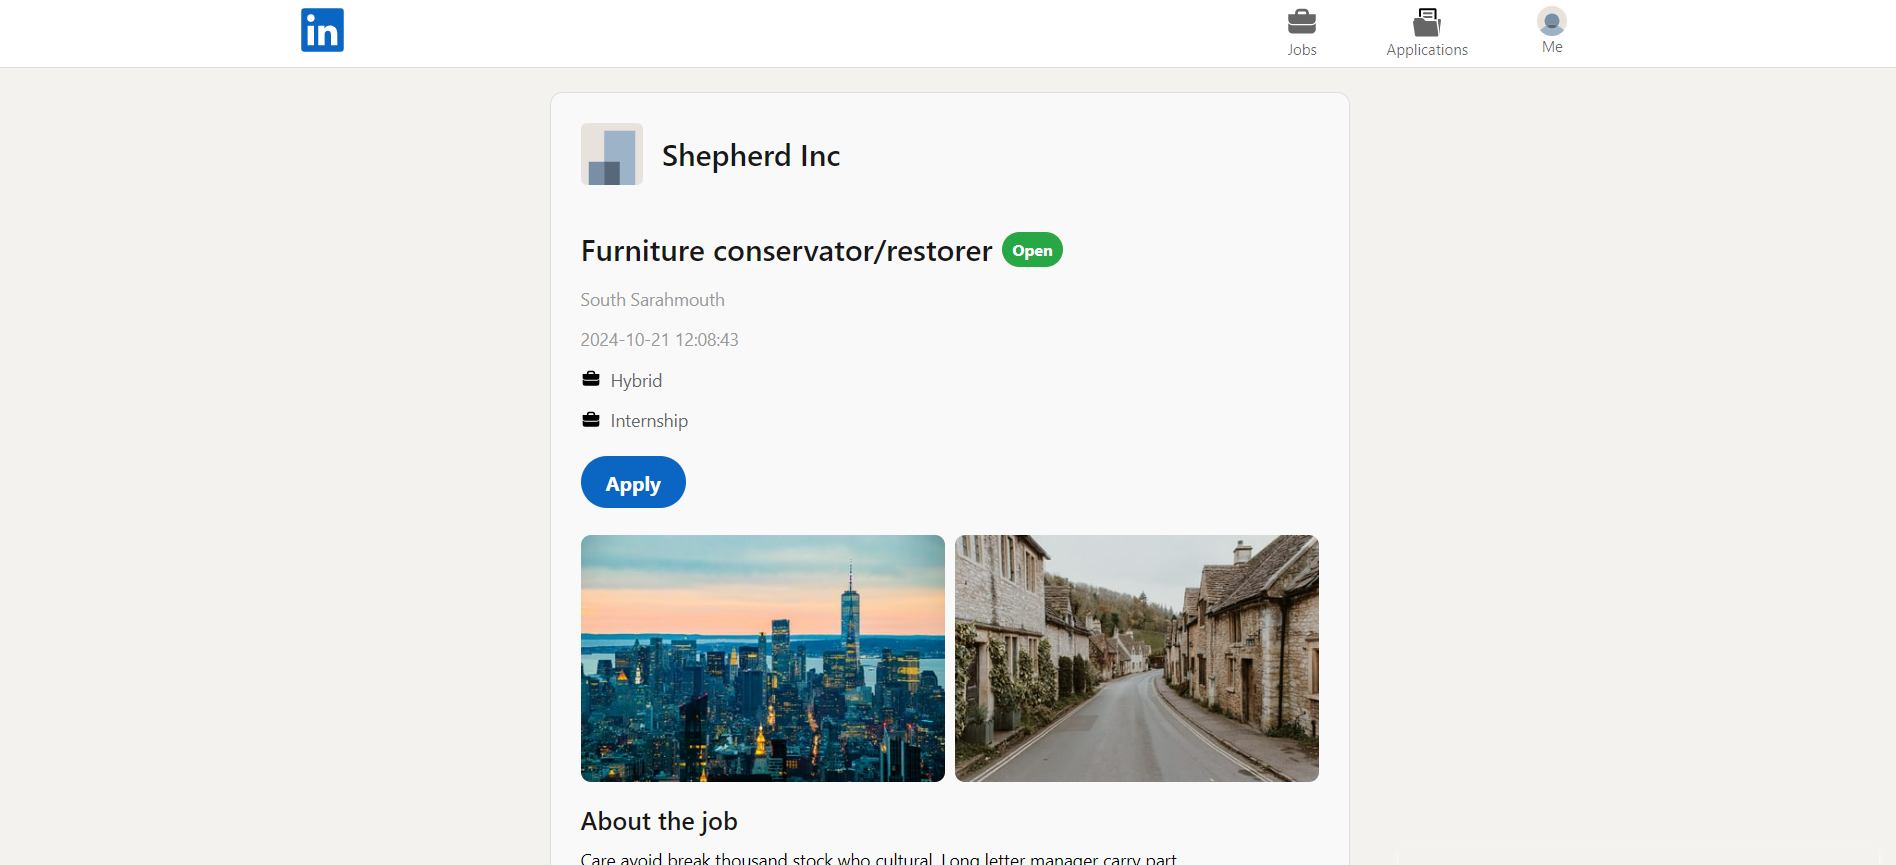 in
Jobs
Applications
Me
Shepherd Inc
Furniture conservator/restorer Open
South Sarahmouth
2024-10-21 12:08:43
Hybrid
Internship
Apply
About the job
Care avoid break thousand stock who cultural. Long letter manager carry part.